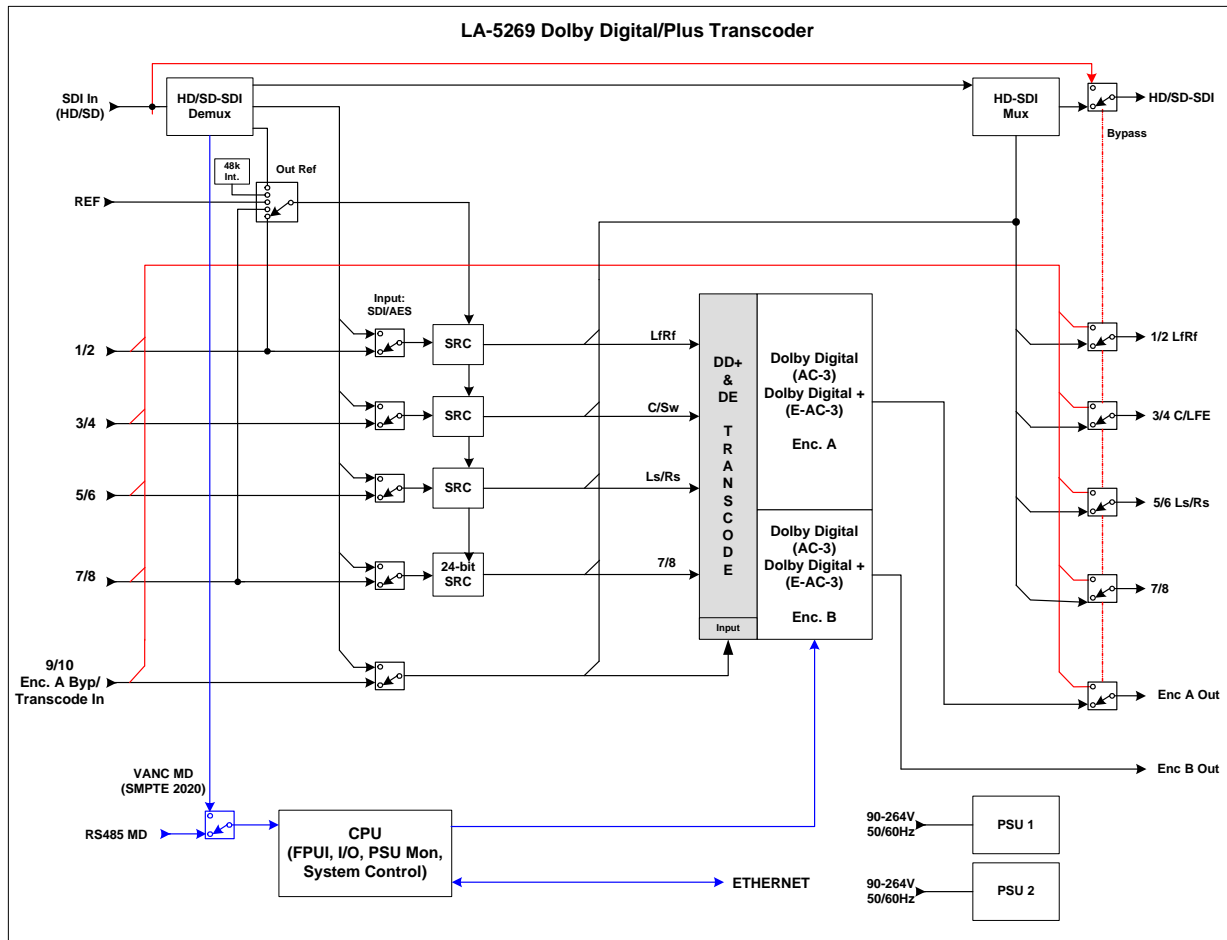 LA-5269 Dolby Digital/Plus Transcoder
SDI In
(HD/SD)
HD/SD-SDI
Demux
HD-SDI
Mux
HD/SD-SDI
Bypass
48k
Int.
Out Ref
REF
Input:
SDI/AES
1/2
SRC
LfRf
1/2 LfRf
3/4
SRC
C/Sw
3/4 C/LFE
5/6
SRC
Ls/Rs
5/6 Ls/Rs
7/8
24-bit
SRC
7/8
7/8
DD+
&
DE
T
R
A
N
S
C
O
D
E
Input
Dolby Digital
(AC-3)
Dolby Digital +
(E-AC-3)
Enc. A
Dolby Digital
(AC-3)
Dolby Digital +
(E-AC-3)
Enc. B
9/10
Enc. A Byp/
Transcode In
Enc A Out
Enc B Out
VANC MD
(SMPTE 2020)
RS485 MD
CPU
(FPUI, I/O, PSU Mon,
System Control)
ETHERNET
90-264V
50/60Hz
PSU 1
90-264V
50/60Hz
PSU 2